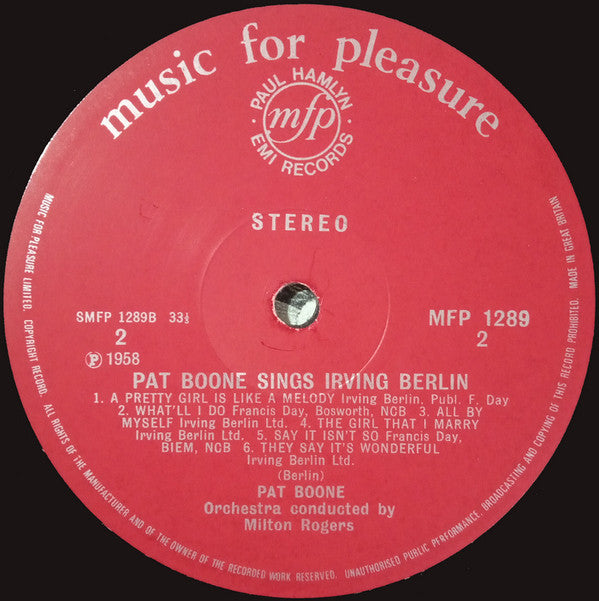 music for pleasure
· PAUL HAMLYN ·
mfp
EMI RECORDS
STEREO
SMFP 1289B 33⅓
2
Ⓟ 1958
MFP 1289
2
PAT BOONE SINGS IRVING BERLIN
1. A PRETTY GIRL IS LIKE A MELODY Irving Berlin, Publ. F. Day
2. WHAT'LL I DO Francis Day, Bosworth, NCB 3. ALL BY
MYSELF Irving Berlin Ltd. 4. THE GIRL THAT I MARRY
Irving Berlin Ltd. 5. SAY IT ISN'T SO Francis Day,
BIEM, NCB 6. THEY SAY IT'S WONDERFUL
Irving Berlin Ltd.
(Berlin)
PAT BOONE
Orchestra conducted by
Milton Rogers
MUSIC FOR PLEASURE LIMITED. COPYRIGHT RECORD. ALL RIGHTS OF THE MANUFACTURER AND OF THE OWNER OF THE RECORDED WORK RESERVED. UNAUTHORISED PUBLIC PERFORMANCE, BROADCASTING AND COPYING OF THIS RECORD PROHIBITED. MADE IN GREAT BRITAIN